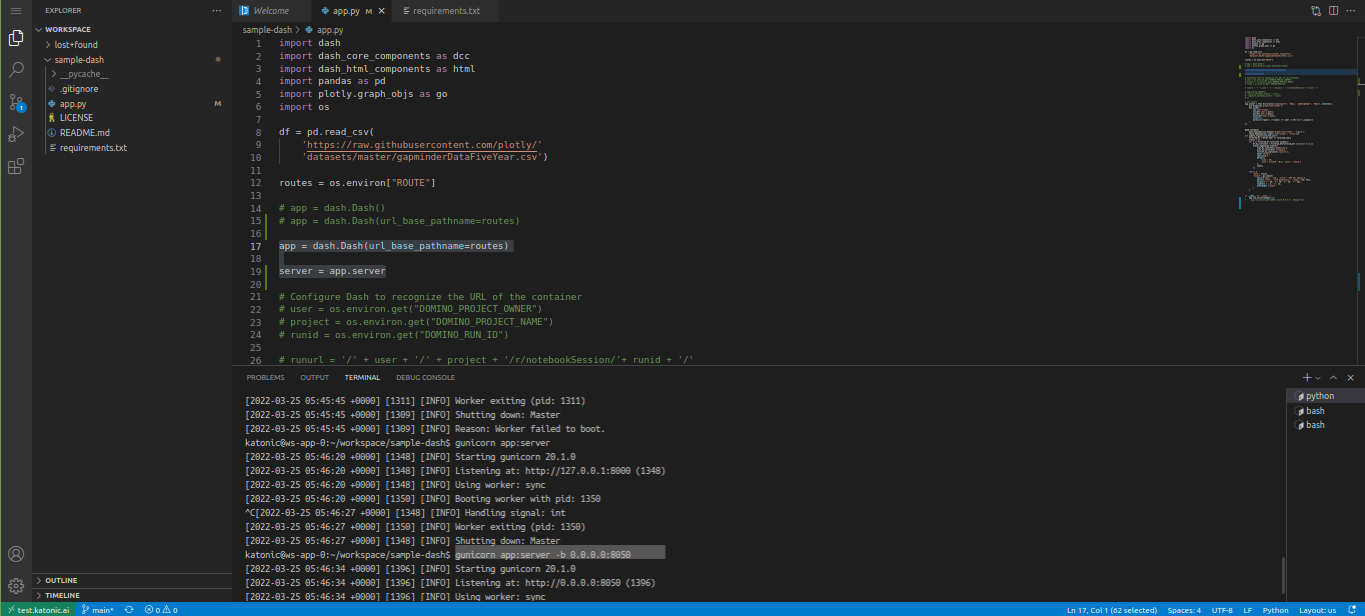 EXPLORER
WORKSPACE
lost+found
sample-dash
__pycache__
.gitignore
app.py M
LICENSE
README.md
requirements.txt
OUTLINE
TIMELINE
Welcome app.py M requirements.txt
sample-dash > app.py
1 import dash
2 import dash_core_components as dcc
3 import dash_html_components as html
4 import pandas as pd
5 import plotly.graph_objs as go
6 import os
7
8 df = pd.read_csv(
9 'https://raw.githubusercontent.com/plotly/'
10 'datasets/master/gapminderDataFiveYear.csv')
11
12 routes = os.environ["ROUTE"]
13
14 # app = dash.Dash()
15 # app = dash.Dash(url_base_pathname=routes)
16
17 app = dash.Dash(url_base_pathname=routes)
18
19 server = app.server
20
21 # Configure Dash to recognize the URL of the container
22 # user = os.environ.get("DOMINO_PROJECT_OWNER")
23 # project = os.environ.get("DOMINO_PROJECT_NAME")
24 # runid = os.environ.get("DOMINO_RUN_ID")
25
26 # runurl = '/' + user + '/' + project + '/r/notebookSession/'+ runid + '/'
PROBLEMS OUTPUT TERMINAL DEBUG CONSOLE
[2022-03-25 05:45:45 +0000] [1311] [INFO] Worker exiting (pid: 1311)
[2022-03-25 05:45:45 +0000] [1309] [INFO] Shutting down: Master
[2022-03-25 05:45:45 +0000] [1309] [INFO] Reason: Worker failed to boot.
katonic@ws-app-0:~/workspace/sample-dash$ gunicorn app:server
[2022-03-25 05:46:20 +0000] [1348] [INFO] Starting gunicorn 20.1.0
[2022-03-25 05:46:20 +0000] [1348] [INFO] Listening at: http://127.0.0.1:8000 (1348)
[2022-03-25 05:46:20 +0000] [1348] [INFO] Using worker: sync
[2022-03-25 05:46:20 +0000] [1350] [INFO] Booting worker with pid: 1350
^C[2022-03-25 05:46:27 +0000] [1348] [INFO] Handling signal: int
[2022-03-25 05:46:27 +0000] [1350] [INFO] Worker exiting (pid: 1350)
[2022-03-25 05:46:27 +0000] [1348] [INFO] Shutting down: Master
katonic@ws-app-0:~/workspace/sample-dash$ gunicorn app:server -b 0.0.0.0:8050
[2022-03-25 05:46:34 +0000] [1396] [INFO] Starting gunicorn 20.1.0
[2022-03-25 05:46:34 +0000] [1396] [INFO] Listening at: http://0.0.0.0:8050 (1396)
[2022-03-25 05:46:34 +0000] [1396] [INFO] Using worker: sync
python
bash
bash
1
test.katonic.ai main* 0 0 Ln 17, Col 1 (62 selected) Spaces: 4 UTF-8 LF Python Layout: us